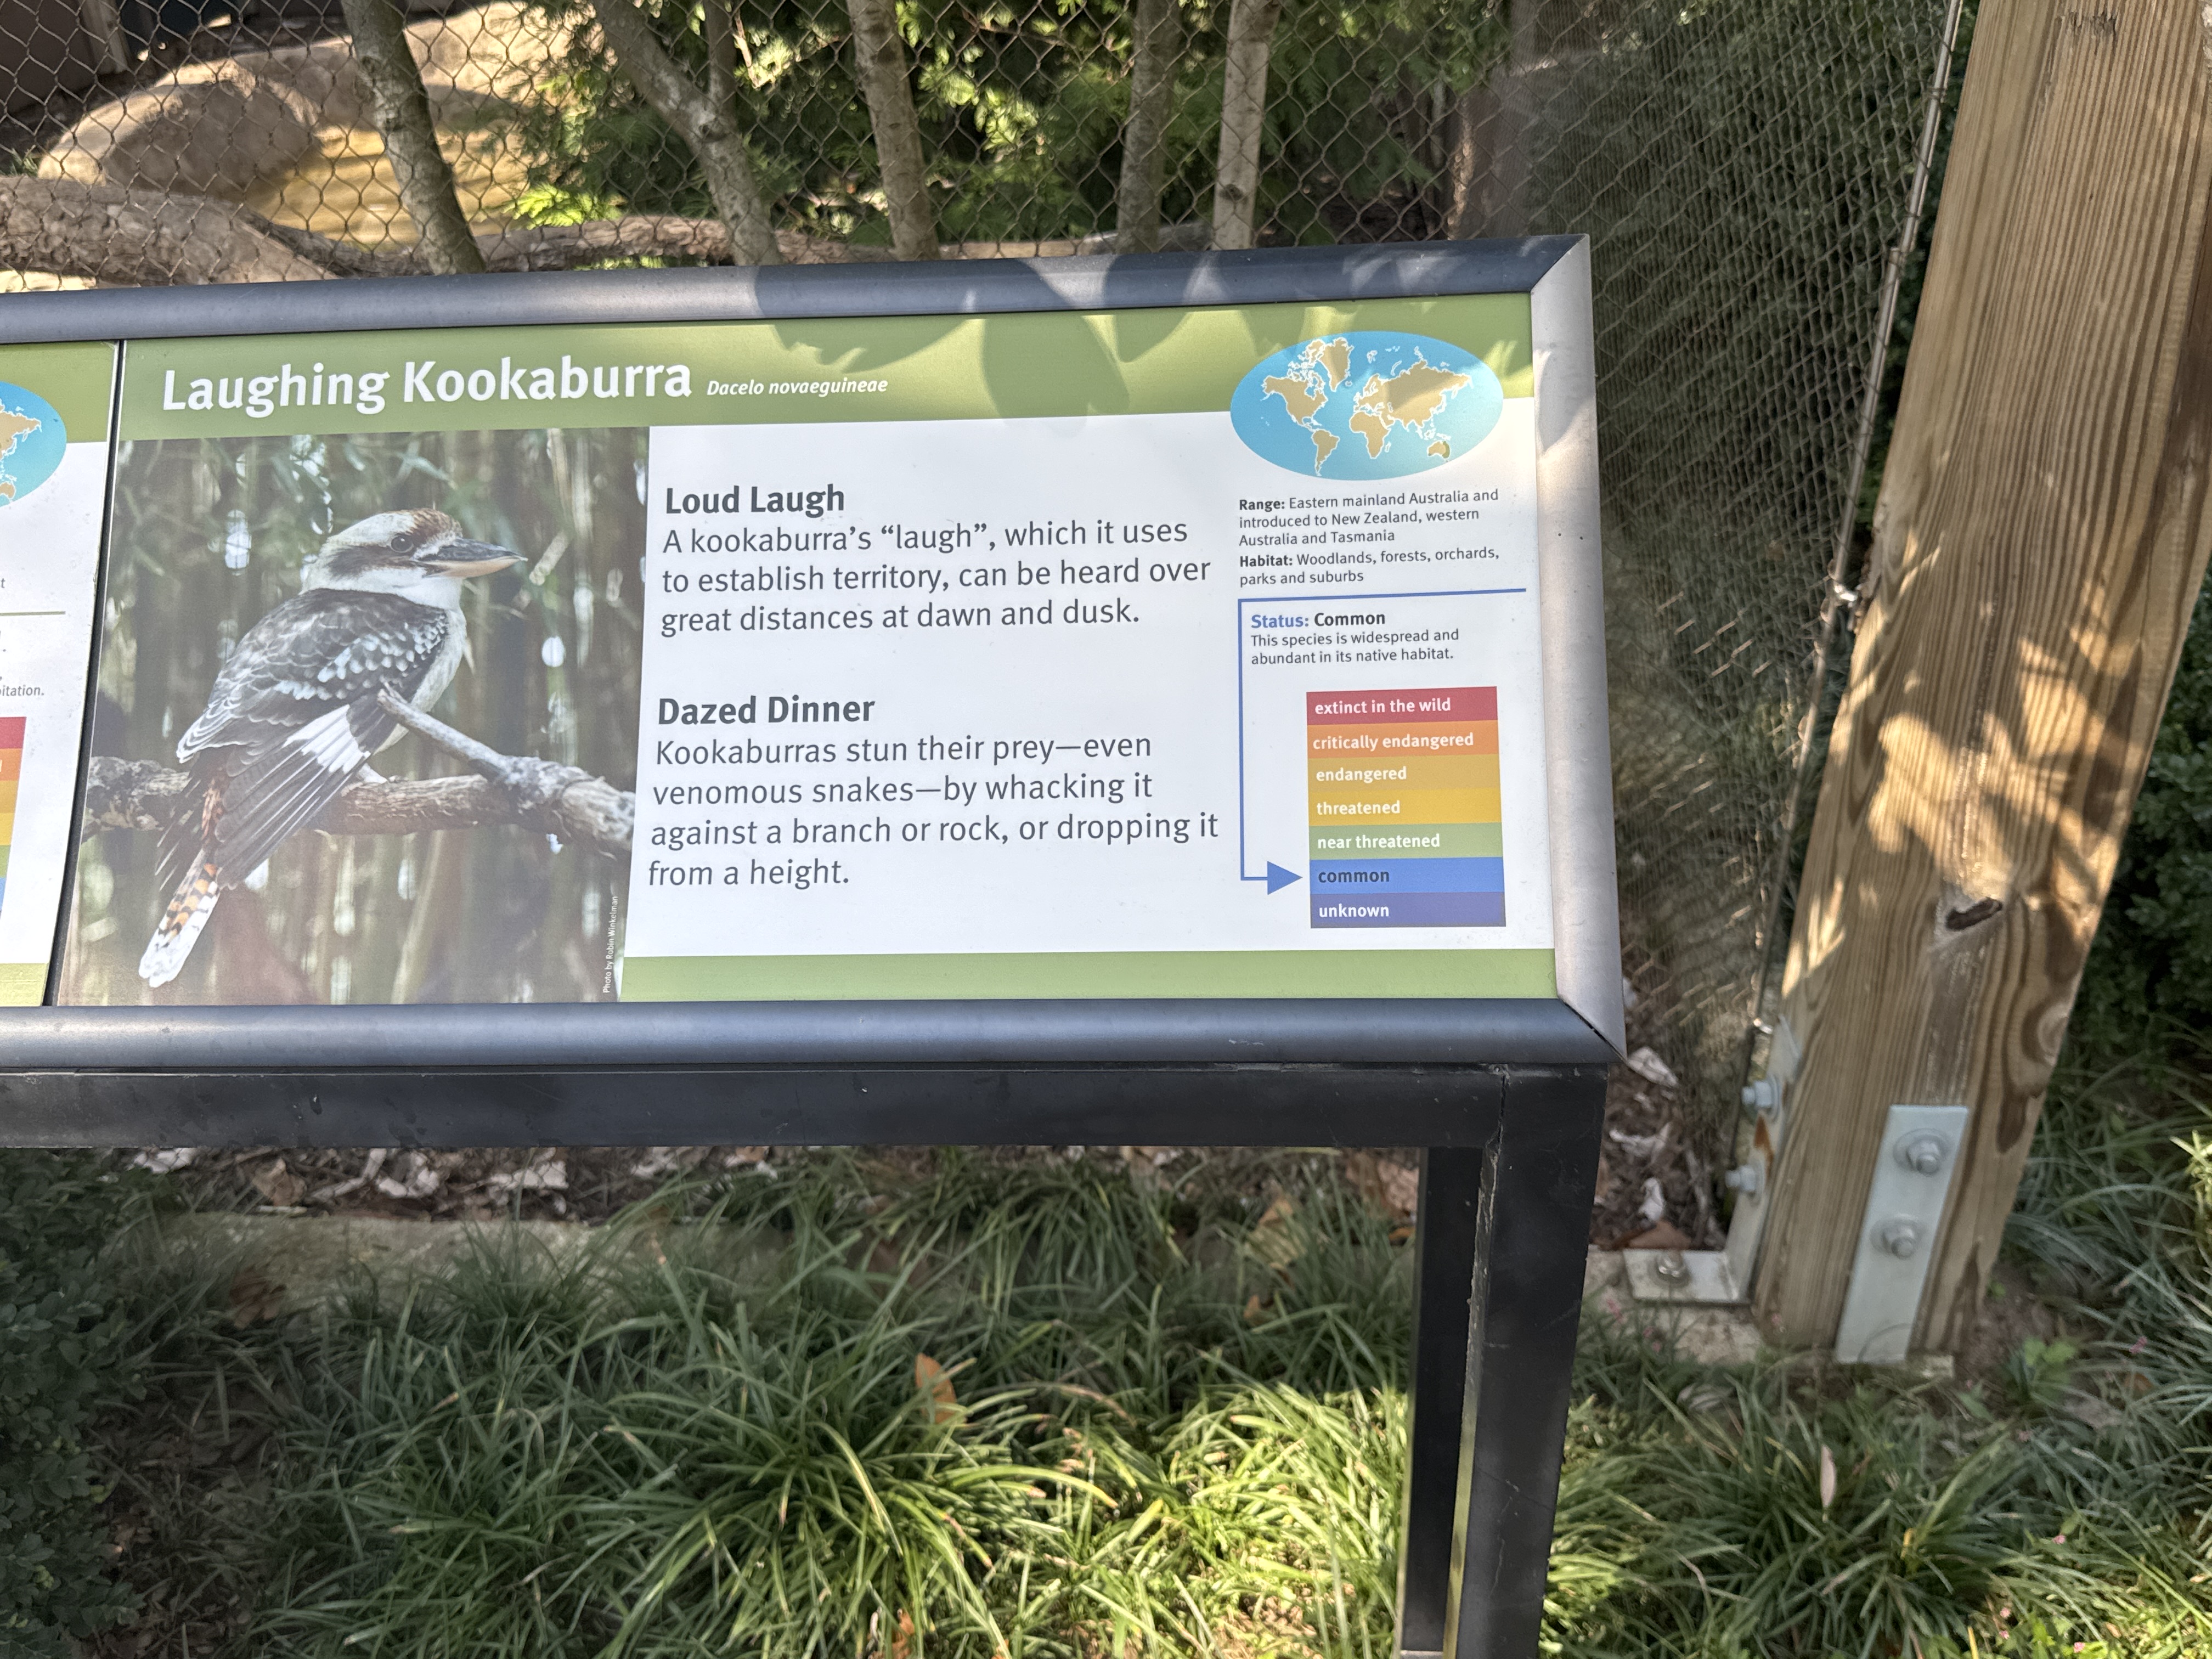 Laughing Kookaburra Dacelo novaeguineae
Loud Laugh
A kookaburra's “laugh”, which it uses
to establish territory, can be heard over
great distances at dawn and dusk.
Dazed Dinner
Kookaburras stun their prey—even
venomous snakes—by whacking it
against a branch or rock, or dropping it
from a height.
Photo by Robin Winkelman
Range: Eastern mainland Australia and
introduced to New Zealand, western
Australia and Tasmania
Habitat: Woodlands, forests, orchards,
parks and suburbs
Status: Common
This species is widespread and
abundant in its native habitat.
extinct in the wild
critically endangered
endangered
threatened
near threatened
common
unknown